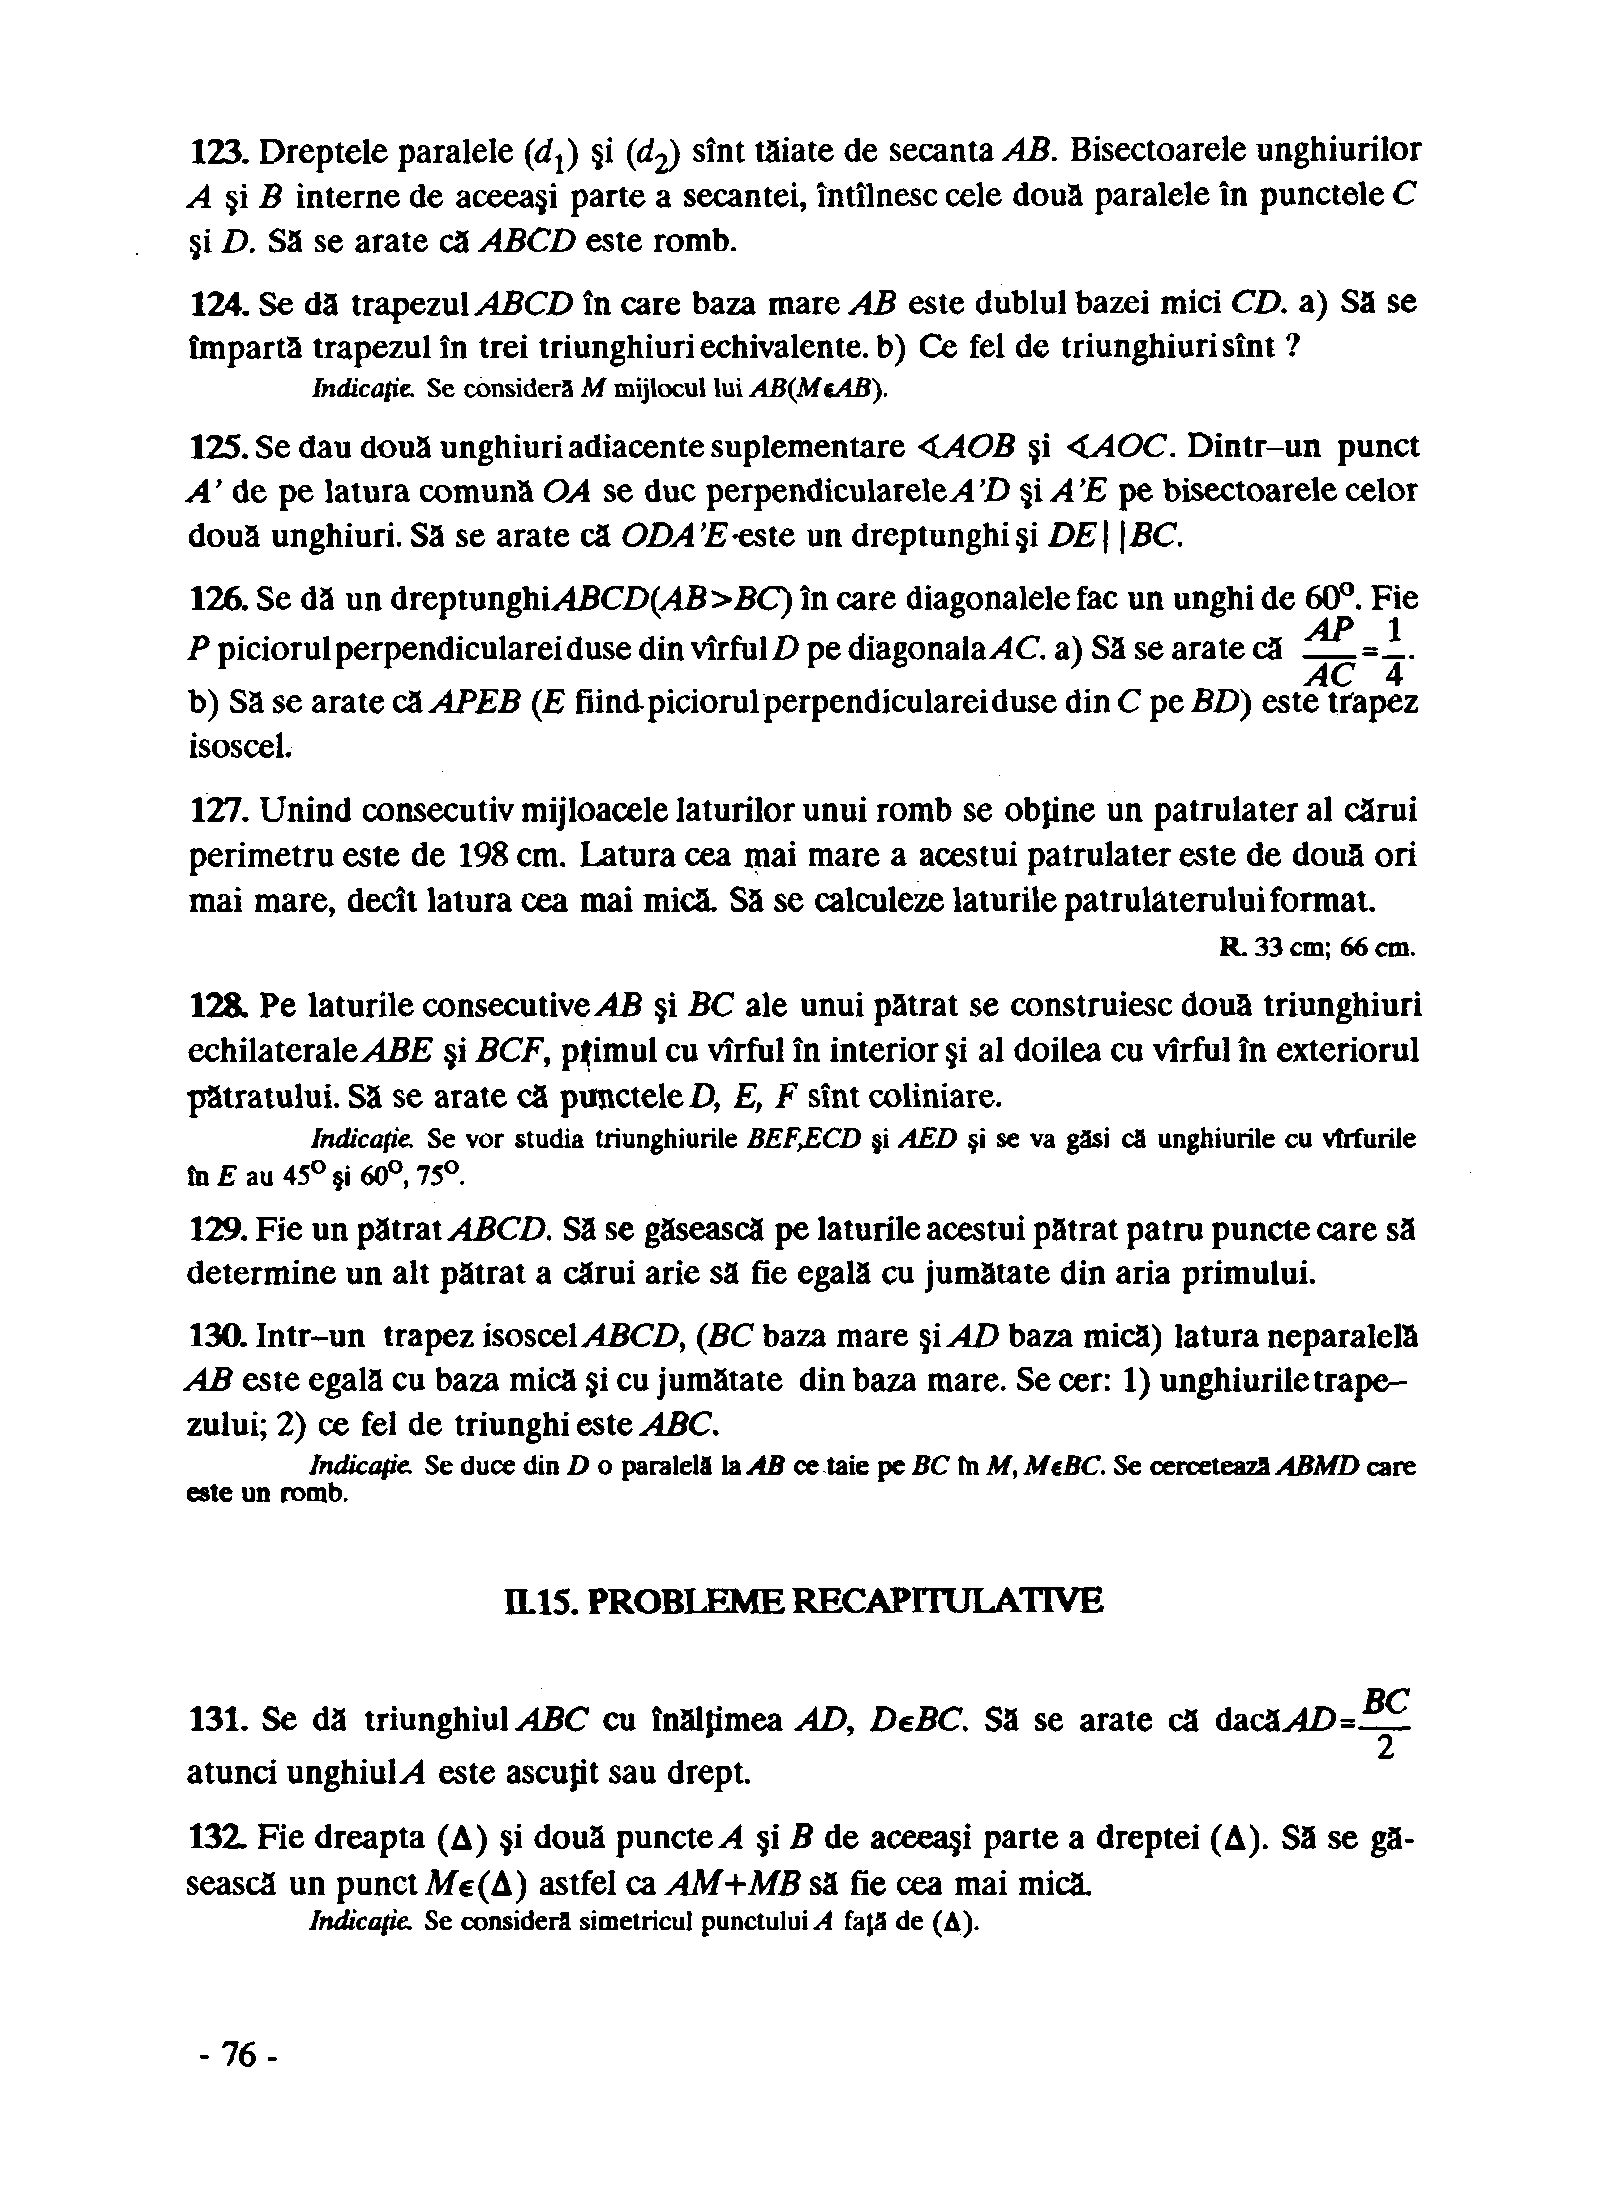 123. Dreptele paralele (d₁) şi (d₂) sînt tăiate de secanta AB. Bisectoarele unghiurilor
A şi B interne de aceeaşi parte a secantei, întîlnesc cele două paralele în punctele C
şi D. Să se arate că ABCD este romb.
124. Se dă trapezul ABCD în care baza mare AB este dublul bazei mici CD. a) Să se
împartă trapezul în trei triunghiuri echivalente. b) Ce fel de triunghiuri sînt ?
Indicaţie. Se consideră M mijlocul lui AB(MϵAB).
125. Se dau două unghiuri adiacente suplementare ∢AOB şi ∢AOC. Dintr–un punct
A' de pe latura comună OA se duc perpendicularele A'D şi A'E pe bisectoarele celor
două unghiuri. Să se arate că ODA'E este un dreptunghi şi DE| |BC.
126. Se dă un dreptunghi ABCD(AB>BC) în care diagonalele fac un unghi de 60⁰. Fie
P piciorul perpendicularei duse din vîrful D pe diagonala AC. a) Să se arate că AP/AC=1/4.
b) Să se arate că APEB (E fiind piciorul perpendicularei duse din C pe BD) este trapez
isoscel.
127. Unind consecutiv mijloacele laturilor unui romb se obţine un patrulater al cărui
perimetru este de 198 cm. Latura cea mai mare a acestui patrulater este de două ori
mai mare, decît latura cea mai mică. Să se calculeze laturile patrulaterului format.
R. 33 cm; 66 cm.
128. Pe laturile consecutive AB şi BC ale unui pătrat se construiesc două triunghiuri
echilaterale ABE şi BCF, primul cu vîrful în interior şi al doilea cu vîrful în exteriorul
pătratului. Să se arate că punctele D, E, F sînt coliniare.
Indicaţie. Se vor studia triunghiurile BEF,ECD şi AED şi se va găsi că unghiurile cu vîrfurile
în E au 45⁰ şi 60⁰, 75⁰.
129. Fie un pătrat ABCD. Să se găsească pe laturile acestui pătrat patru puncte care să
determine un alt pătrat a cărui arie să fie egală cu jumătate din aria primului.
130. Intr–un trapez isoscel ABCD, (BC baza mare şi AD baza mică) latura neparalelă
AB este egală cu baza mică şi cu jumătate din baza mare. Se cer: 1) unghiurile trape–
zului; 2) ce fel de triunghi este ABC.
Indicaţie. Se duce din D o paralelă la AB ce taie pe BC în M, MϵBC. Se cercetează ABMD care
este un romb.
II.15. PROBLEME RECAPITULATIVE
131. Se dă triunghiul ABC cu înălţimea AD, DϵBC. Să se arate că dacă AD=BC/2
atunci unghiul A este ascuţit sau drept.
132. Fie dreapta (Δ) şi două puncte A şi B de aceeaşi parte a dreptei (Δ). Să se gă-
sească un punct Mϵ(Δ) astfel ca AM+MB să fie cea mai mică.
Indicaţie. Se consideră simetricul punctului A faţă de (Δ).
- 76 -